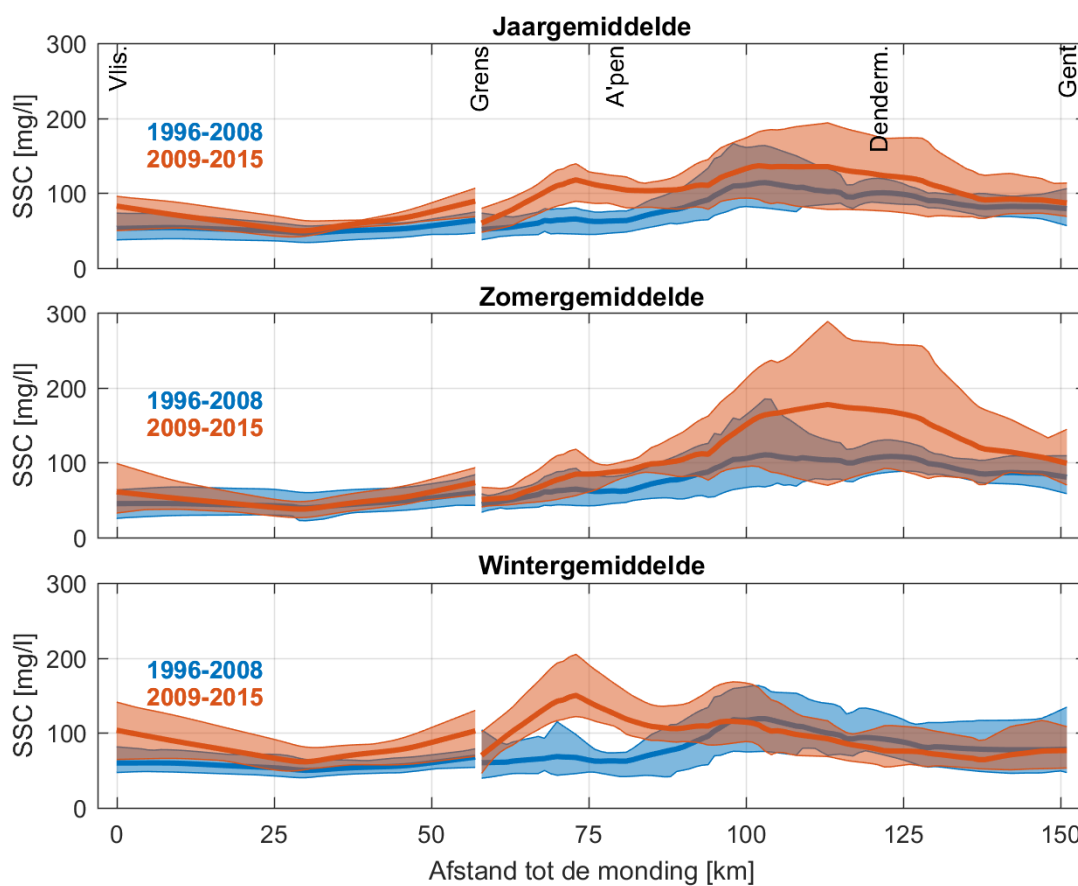 Jaargemiddelde
300
200
100
0
SSC [mg/l]
Vlis.
Grens
A'pen
Denderm.
Gent
1996-2008
2009-2015
Zomergemiddelde
300
200
100
0
SSC [mg/l]
1996-2008
2009-2015
Wintergemiddelde
300
200
100
0
SSC [mg/l]
1996-2008
2009-2015
0 25 50 75 100 125 150
Afstand tot de monding [km]